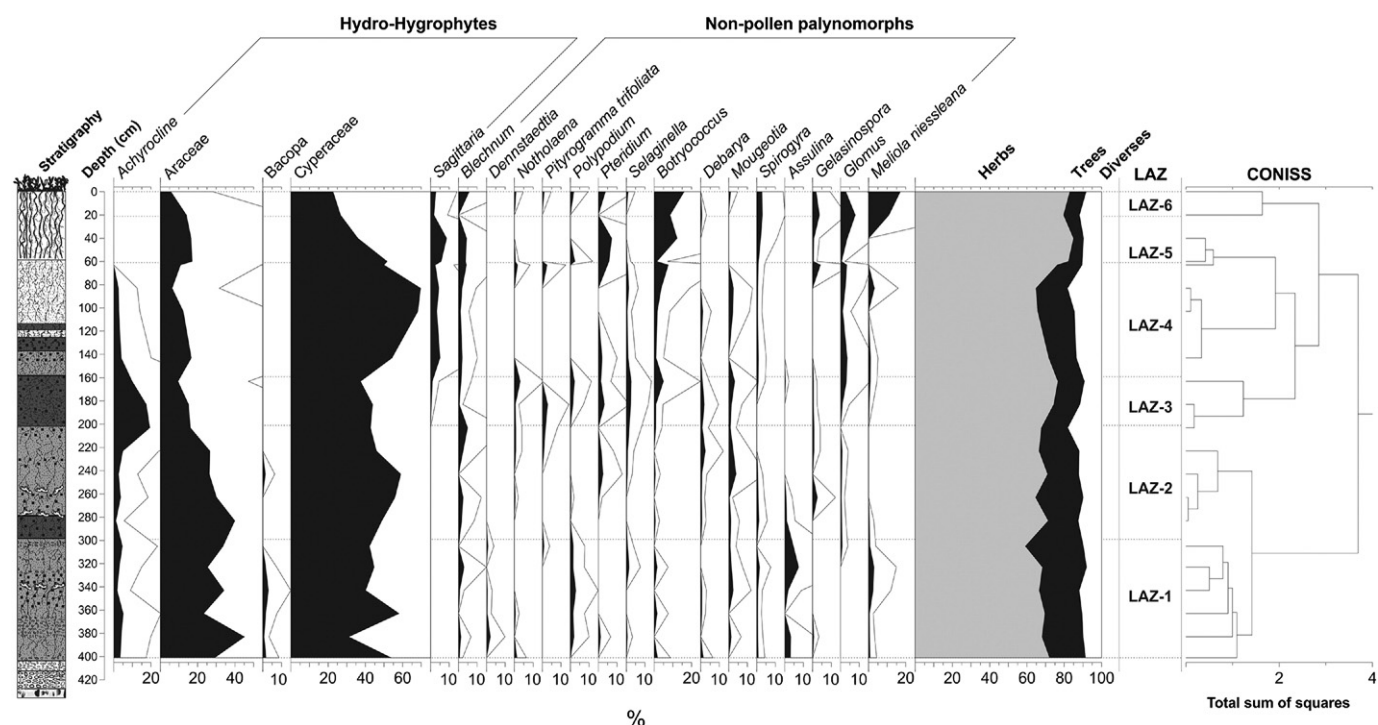 Hydro-Hygrophytes
Non-pollen palynomorphs
Stratigraphy
Depth (cm)
Achyrocline
Araceae
Bacopa
Cyperaceae
Sagittaria
Blechnum
Dennstaedtia
Notholaena
Pityrogramma trifoliata
Polypodium
Pteridium
Selaginella
Botryococcus
Debarya
Mougeotia
Spirogyra
Assulina
Gelasinospora
Glomus
Meliola niessleana
Herbs
Trees
Diverses
LAZ
CONISS
0
20
40
60
80
100
120
140
160
180
200
220
240
260
280
300
320
340
360
380
400
420
LAZ-6
LAZ-5
LAZ-4
LAZ-3
LAZ-2
LAZ-1
20 20 40 10 20 40 60 10 10 10 10 10 10 10 10 10 10 10 10 10 10 10 20 20 40 60 80 100
2 4
Total sum of squares
%